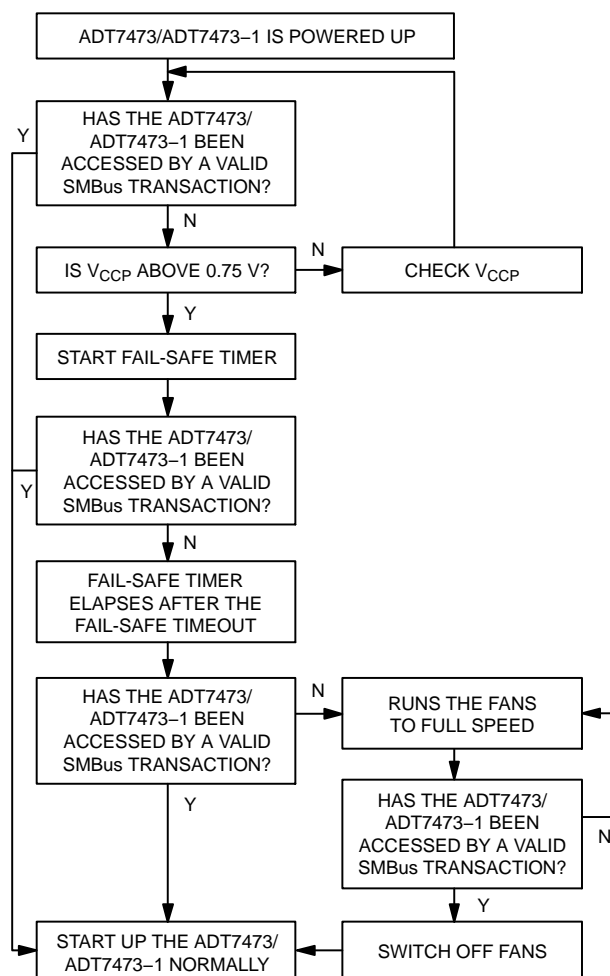 ADT7473/ADT7473–1 IS POWERED UP
Y
HAS THE ADT7473/
ADT7473–1 BEEN
ACCESSED BY A VALID
SMBus TRANSACTION?
N
IS VCCP ABOVE 0.75 V?
N
CHECK VCCP
Y
START FAIL-SAFE TIMER
HAS THE ADT7473/
ADT7473–1 BEEN
ACCESSED BY A VALID
SMBus TRANSACTION?
Y
N
FAIL-SAFE TIMER
ELAPSES AFTER THE
FAIL-SAFE TIMEOUT
HAS THE ADT7473/
ADT7473–1 BEEN
ACCESSED BY A VALID
SMBus TRANSACTION?
N
RUNS THE FANS
TO FULL SPEED
Y
HAS THE ADT7473/
ADT7473–1 BEEN
ACCESSED BY A VALID
SMBus TRANSACTION?
N
Y
START UP THE ADT7473/
ADT7473–1 NORMALLY
SWITCH OFF FANS